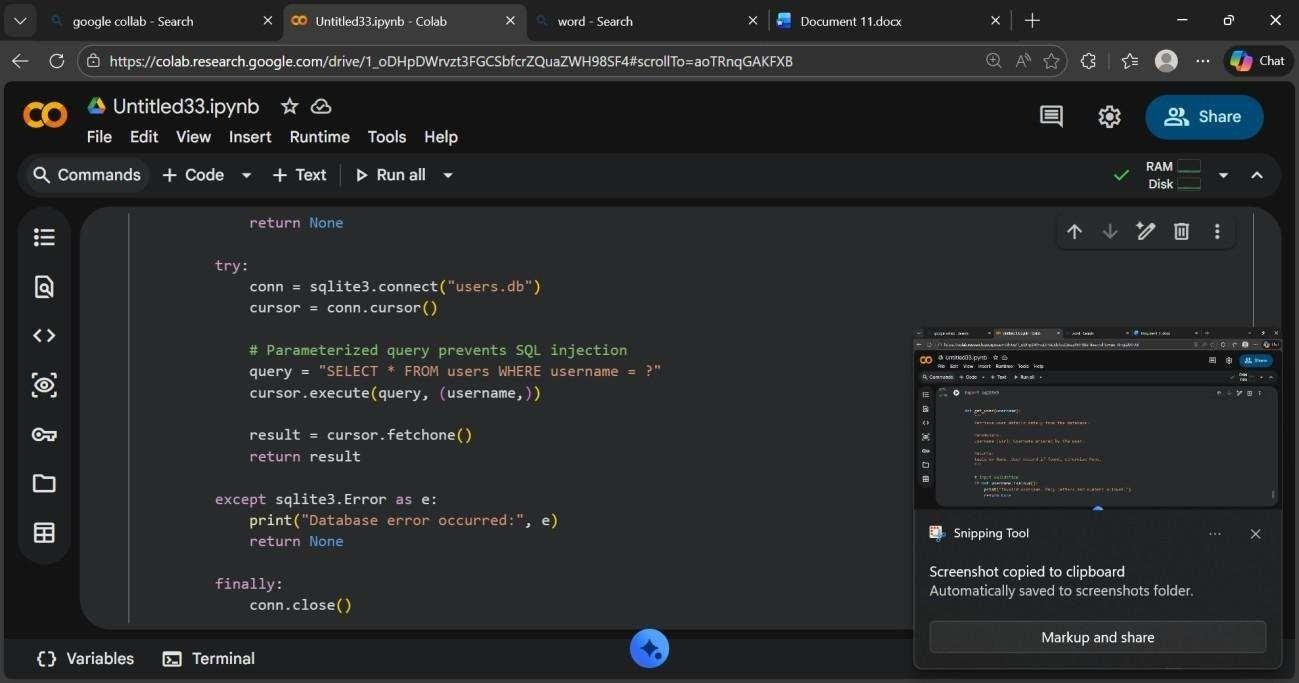 google collab - Search
Untitled33.ipynb - Colab
word - Search
Document 11.docx
https://colab.research.google.com/drive/1_oDHpDWrvzt3FGCSbfcrZQuaZWH98SF4#scrollTo=aoTRnqGAKFXB
Chat
Untitled33.ipynb
File Edit View Insert Runtime Tools Help
Share
Commands + Code + Text Run all
RAM
Disk
return None
try:
conn = sqlite3.connect("users.db")
cursor = conn.cursor()
# Parameterized query prevents SQL injection
query = "SELECT * FROM users WHERE username = ?"
cursor.execute(query, (username,))
result = cursor.fetchone()
return result
except sqlite3.Error as e:
print("Database error occurred:", e)
return None
finally:
conn.close()
Snipping Tool
Screenshot copied to clipboard
Automatically saved to screenshots folder.
Markup and share
Variables Terminal